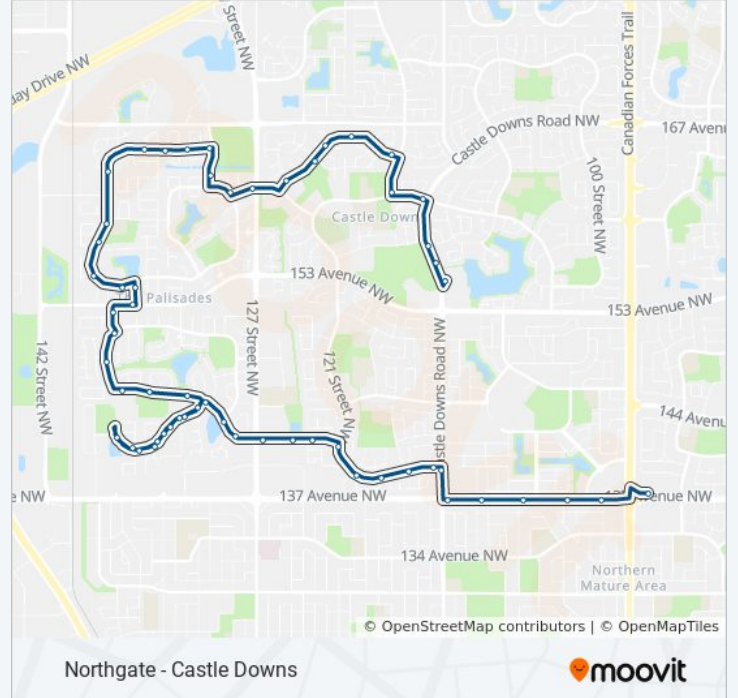 Street NW
ay Drive NW
Canadian Forces Trail
167 Aven
Castle Downs Road NW
100 Street NW
Castle Down
153 Avenue NW
Palisades
153 Avenue NW
127 Street NW
142 Street NW
121 Street NW
stle Downs Road NW
144 Avenu
e NW
137 Avenue NW
enue NW
134 Avenue NW
Northern
Mature Area
© OpenStreetMap contributors | © OpenMapTiles
Northgate - Castle Downs
moovit